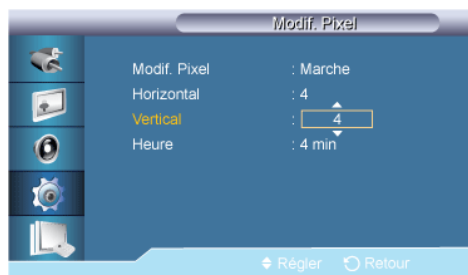 Modif. Pixel
Modif. Pixel : Marche
Horizontal : 4
Vertical : 4
Heure : 4 min
Régler Retour